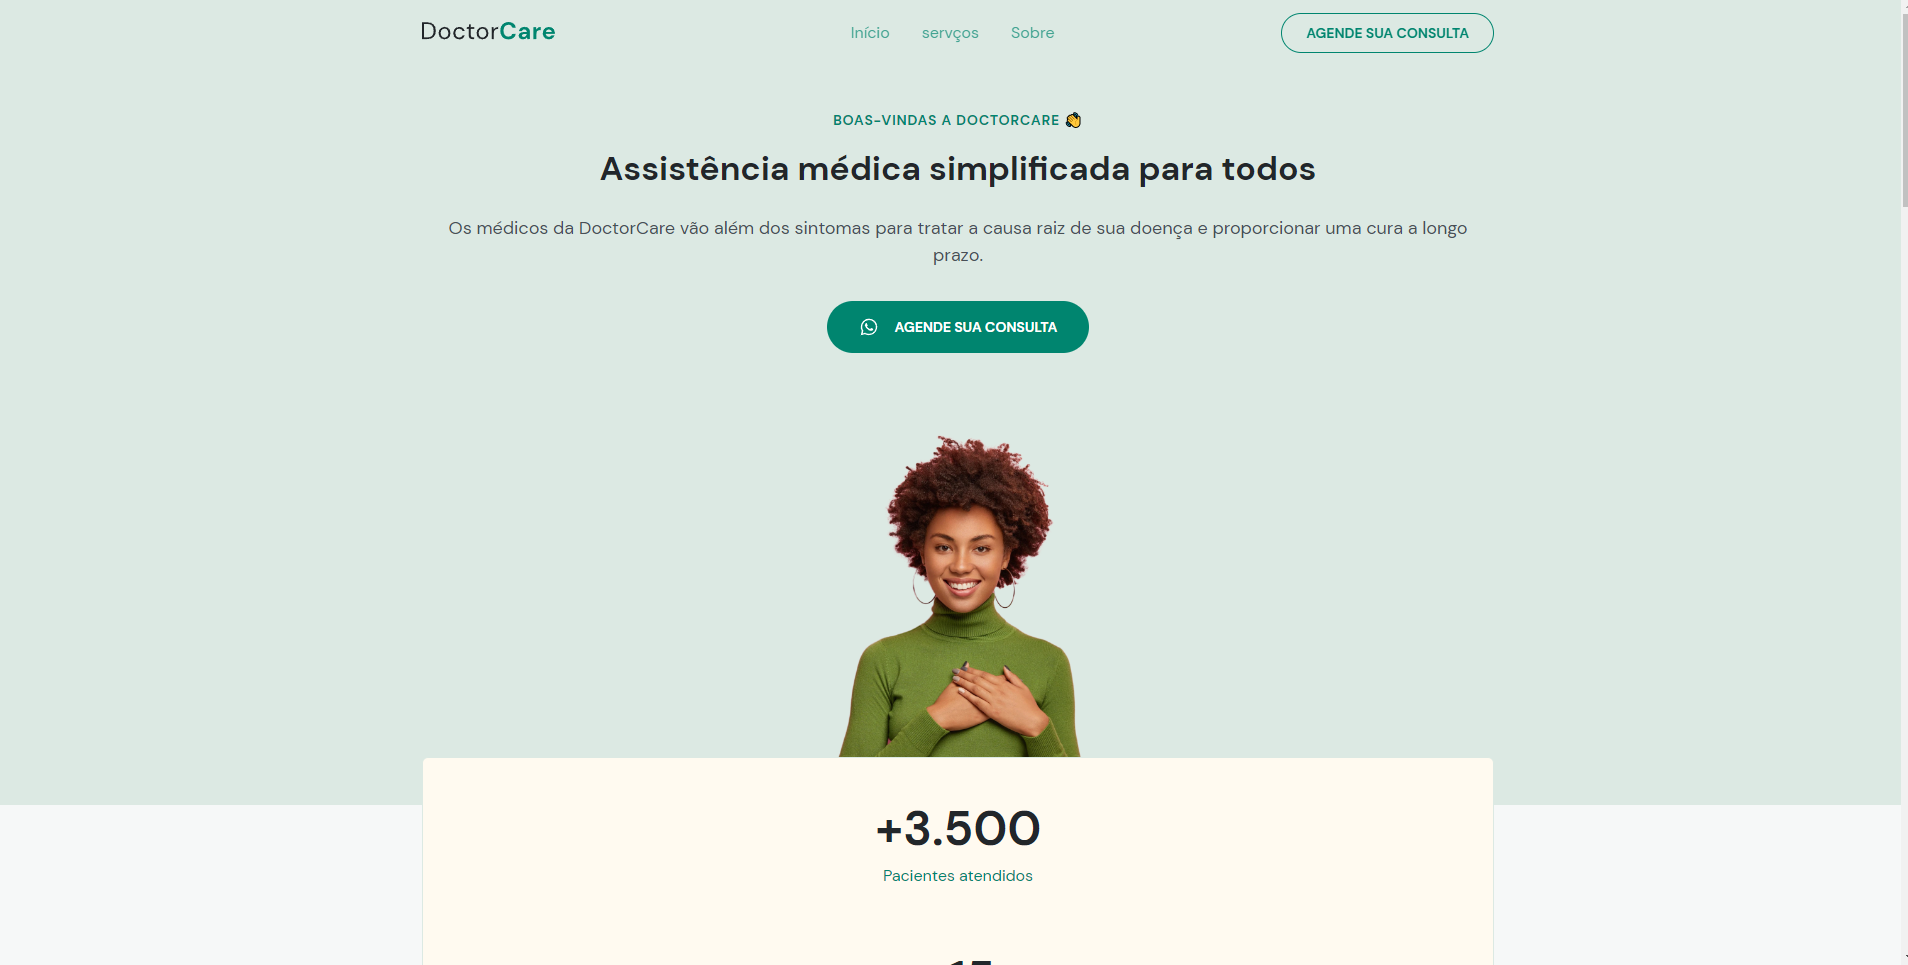 DoctorCare
Início servços Sobre
AGENDE SUA CONSULTA
BOAS-VINDAS A DOCTORCARE 👋
Assistência médica simplificada para todos
Os médicos da DoctorCare vão além dos sintomas para tratar a causa raiz de sua doença e proporcionar uma cura a longo
prazo.
AGENDE SUA CONSULTA
+3.500
Pacientes atendidos